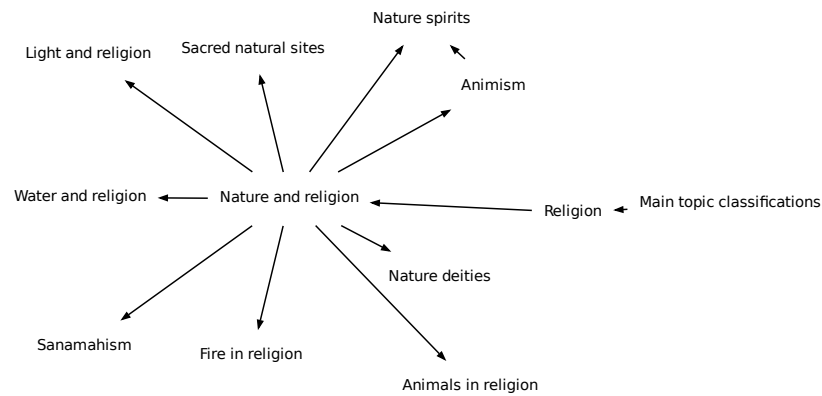 Nature spirits
Light and religion
Sacred natural sites
Animism
Water and religion
Nature and religion
Religion
Main topic classifications
Nature deities
Sanamahism
Fire in religion
Animals in religion